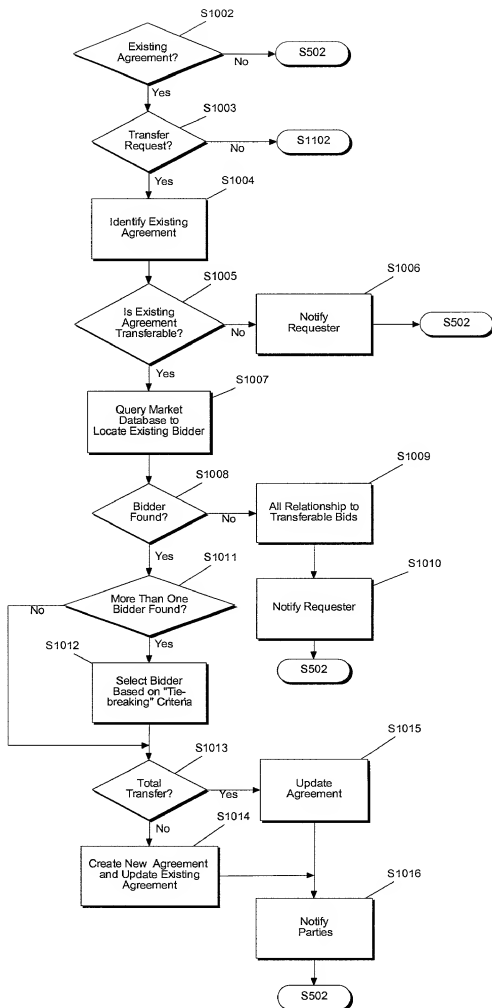 S1002
Existing
Agreement?
No
S502
Yes
S1003
Transfer
Request?
No
S1102
Yes
S1004
Identify Existing
Agreement
S1005
Is Existing
Agreement
Transferable?
No
S1006
Notify
Requester
S502
Yes
S1007
Query Market
Database to
Locate Existing Bidder
S1008
Bidder
Found?
No
S1009
All Relationship to
Transferable Bids
Yes
S1010
Notify Requester
S502
S1011
More Than One
Bidder Found?
No
Yes
S1012
Select Bidder
Based on "Tie-
breaking" Criteria
S1013
Total
Transfer?
Yes
S1015
Update
Agreement
No
S1014
Create New Agreement
and Update Existing
Agreement
S1016
Notify
Parties
S502